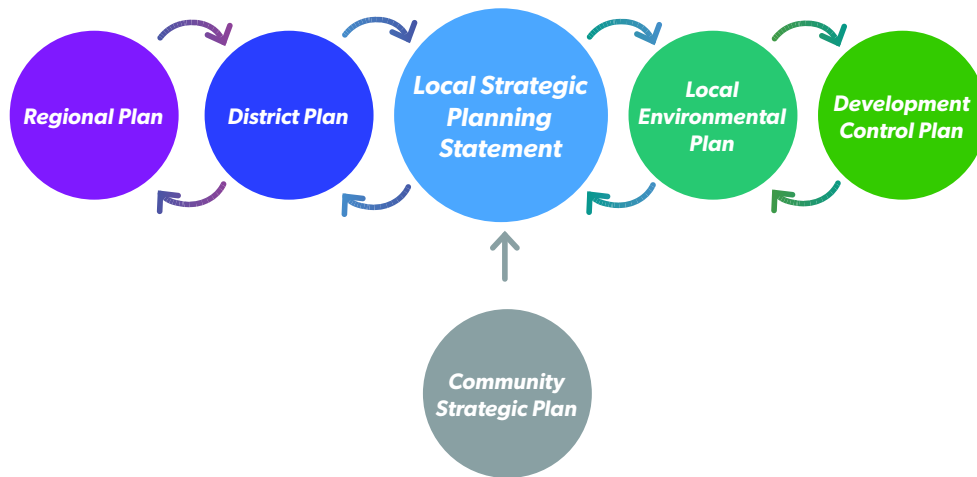 Regional Plan
District Plan
Local Strategic
Planning
Statement
Local
Environmental
Plan
Development
Control Plan
Community
Strategic Plan